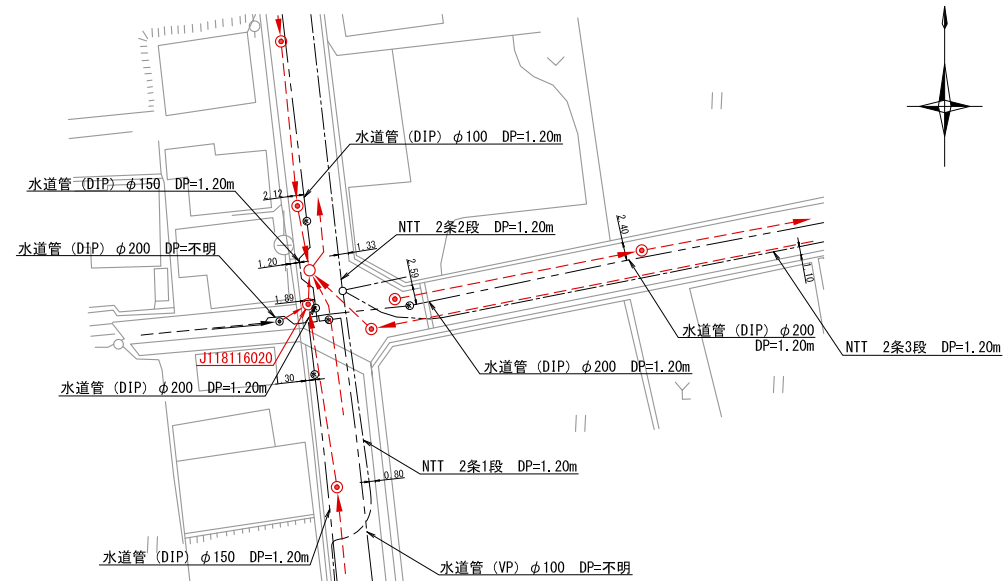 水道管 (DIP) φ100 DP=1.20m
水道管 (DIP) φ150 DP=1.20m
2.12
NTT 2条2段 DP=1.20m
2.40
水道管 (DIP) φ200 DP=不明
1.33
1.20
2.59
1.10
1.89
水道管 (DIP) φ200
DP=1.20m
NTT 2条3段 DP=1.20m
J118116020
水道管 (DIP) φ200 DP=1.20m
水道管 (DIP) φ200 DP=1.20m
1.30
NTT 2条1段 DP=1.20m
0.80
水道管 (DIP) φ150 DP=1.20m
水道管 (VP) φ100 DP=不明